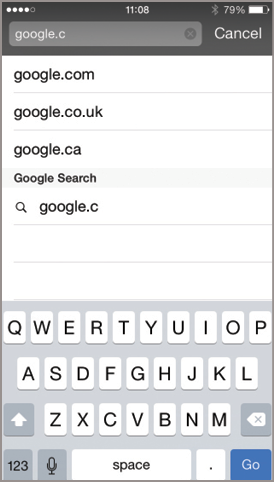 11:08 79%
google.c Cancel
google.com
google.co.uk
google.ca
Google Search
google.c
Q W E R T Y U I O P
A S D F G H J K L
Z X C V B N M
123 space . Go